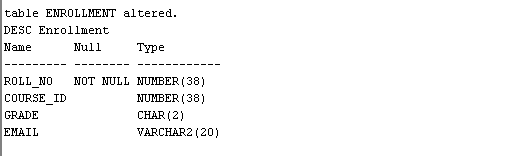 table ENROLLMENT altered.
DESC Enrollment
Name      Null     Type
--------- -------- ------------
ROLL_NO   NOT NULL NUMBER(38)
COURSE_ID          NUMBER(38)
GRADE              CHAR(2)
EMAIL              VARCHAR2(20)